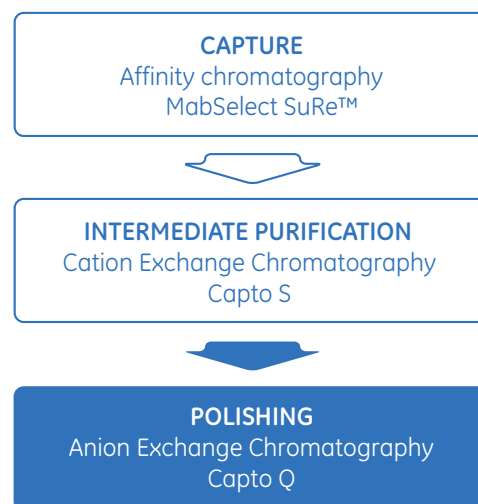 CAPTURE
Affinity chromatography
MabSelect SuRe™
INTERMEDIATE PURIFICATION
Cation Exchange Chromatography
Capto S
POLISHING
Anion Exchange Chromatography
Capto Q